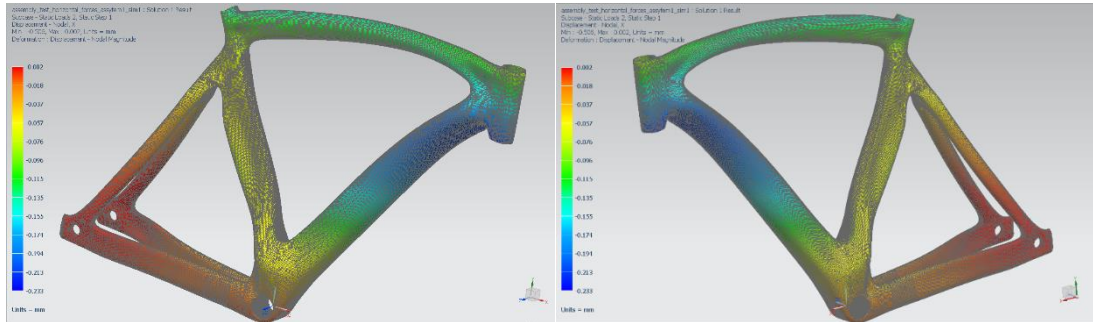 assembly_test_horizontal_forces_assyfem1_sim1 : Solution 1 Result
Subcase - Static Loads 2, Static Step 1
Displacement - Nodal, X
Min : -0.506, Max : 0.002, Units = mm
Deformation : Displacement - Nodal Magnitude
0.002
-0.018
-0.037
-0.057
-0.076
-0.096
-0.115
-0.135
-0.155
-0.174
-0.194
-0.213
-0.233
Units = mm
assembly_test_horizontal_forces_assyfem1_sim1 : Solution 1 Result
Subcase - Static Loads 2, Static Step 1
Displacement - Nodal, X
Min : -0.506, Max : 0.002, Units = mm
Deformation : Displacement - Nodal Magnitude
0.002
-0.018
-0.037
-0.057
-0.076
-0.096
-0.115
-0.135
-0.155
-0.174
-0.194
-0.213
-0.233
Units = mm